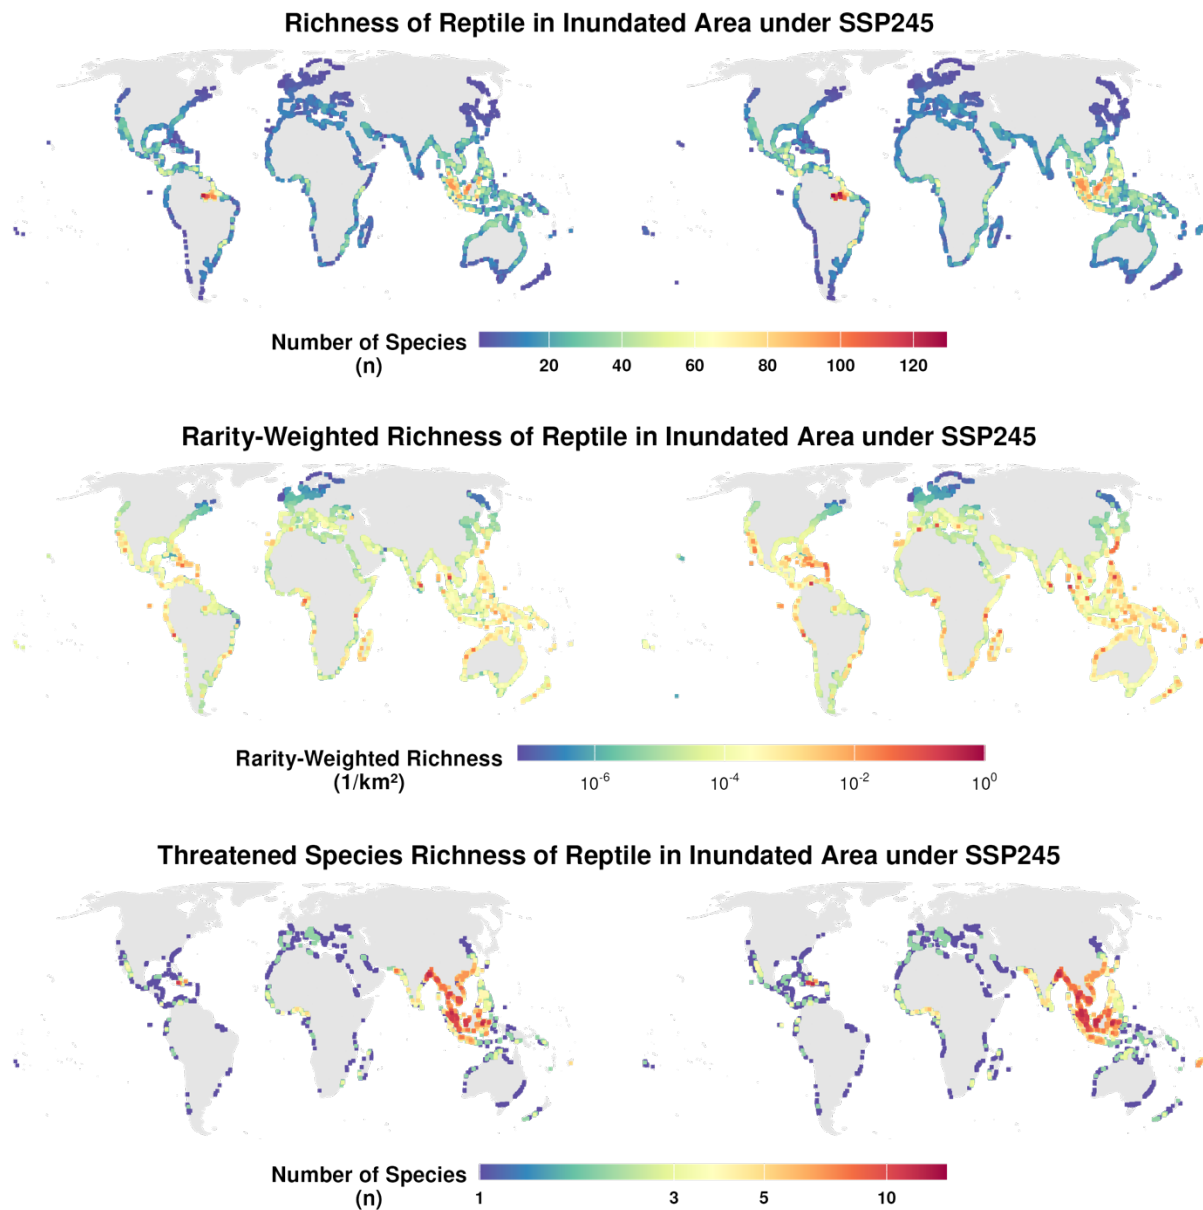 Richness of Reptile in Inundated Area under SSP245
Number of Species
(n)
20 40 60 80 100 120
Rarity-Weighted Richness of Reptile in Inundated Area under SSP245
Rarity-Weighted Richness
(1/km²)
10⁻⁶ 10⁻⁴ 10⁻² 10⁰
Threatened Species Richness of Reptile in Inundated Area under SSP245
Number of Species
(n)
1 3 5 10